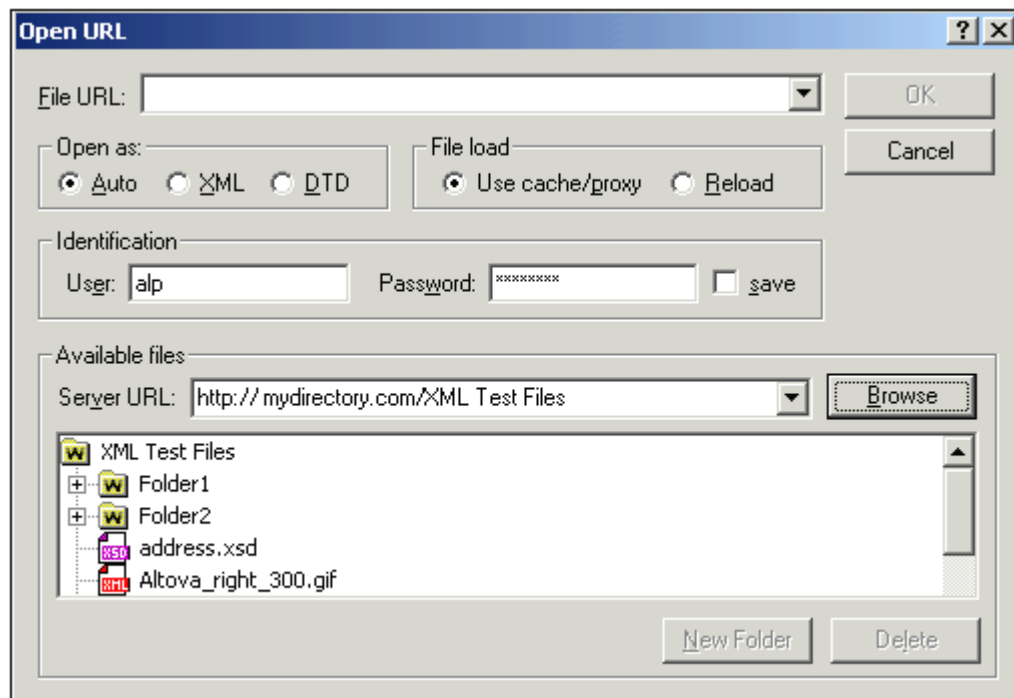 Open URL
File URL:
OK
Open as:
Auto XML DTD
File load
Use cache/proxy Reload
Cancel
Identification
User: alp Password: ******** save
Available files
Server URL: http:// mydirectory.com/XML Test Files Browse
XML Test Files
Folder1
Folder2
XSD address.xsd
XML Altova_right_300.gif
New Folder Delete